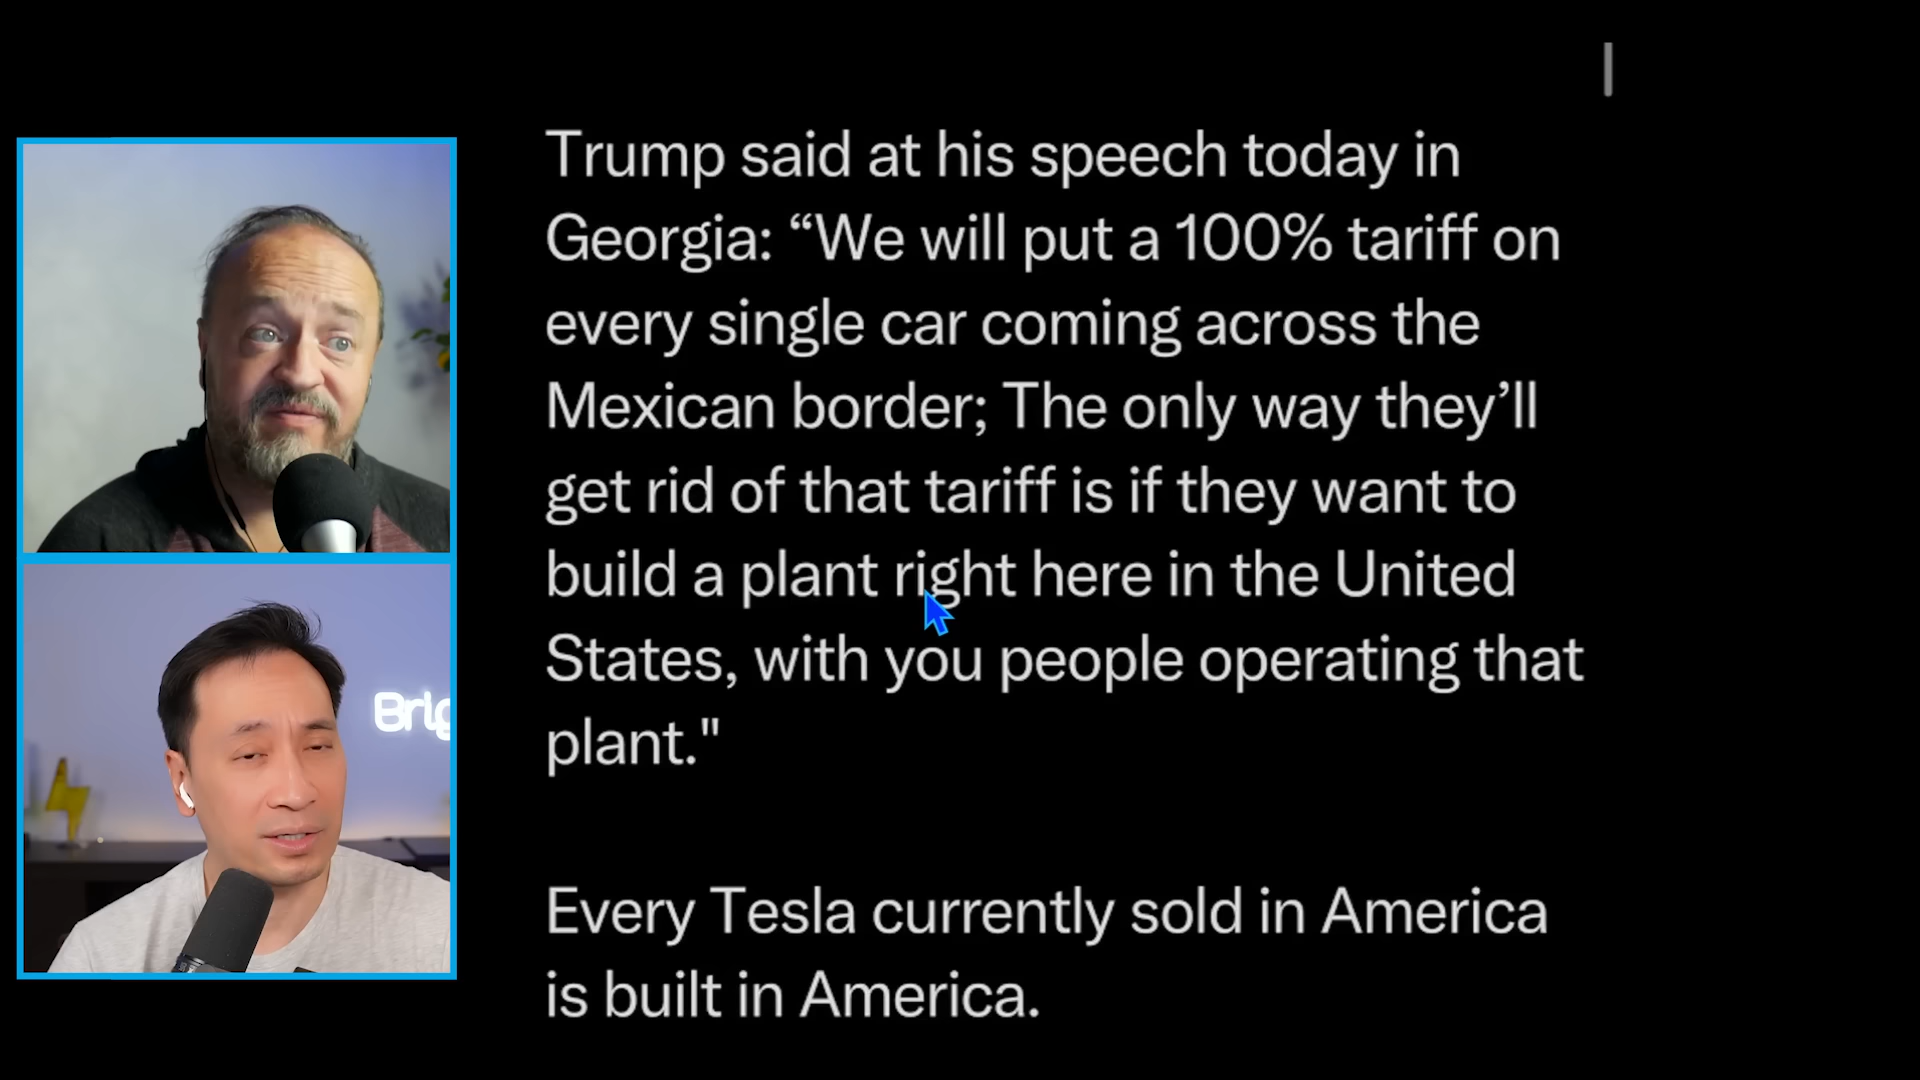 Trump said at his speech today in
Georgia: “We will put a 100% tariff on
every single car coming across the
Mexican border; The only way they’ll
get rid of that tariff is if they want to
build a plant right here in the United
States, with you people operating that
plant."
Every Tesla currently sold in America
is built in America.
Brig